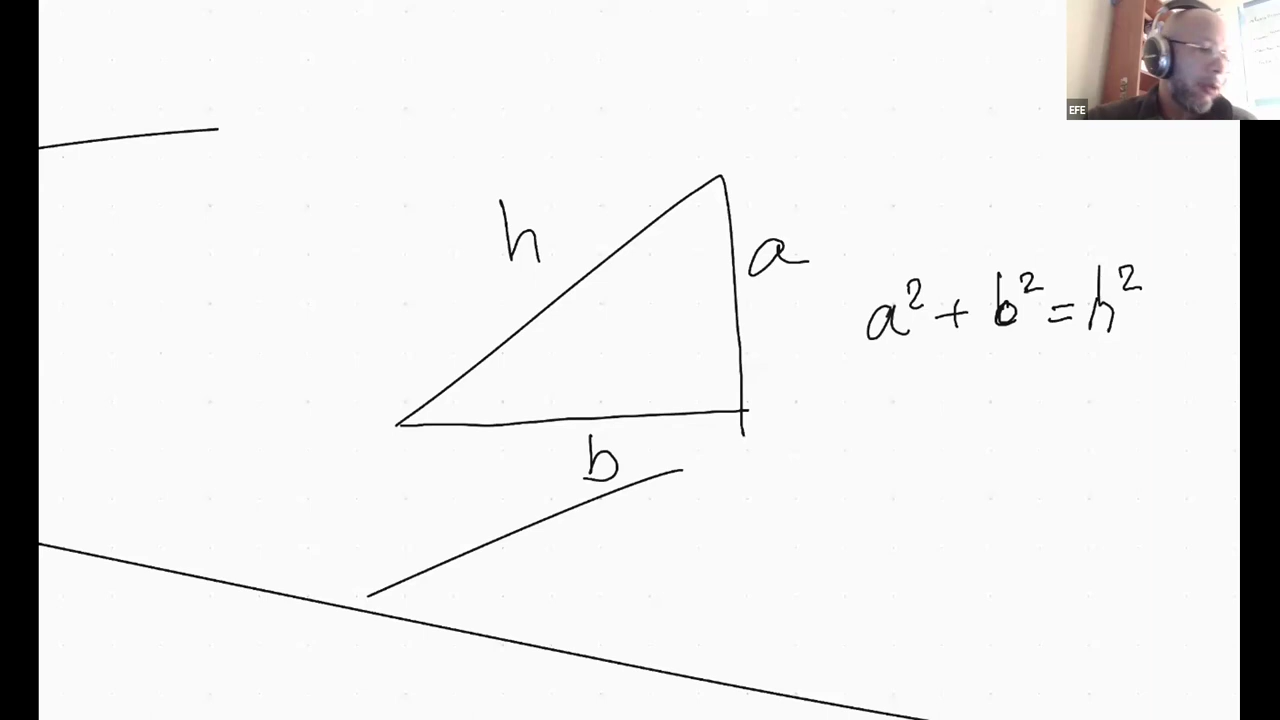 EFE
h
a
a² + b² = h²
b